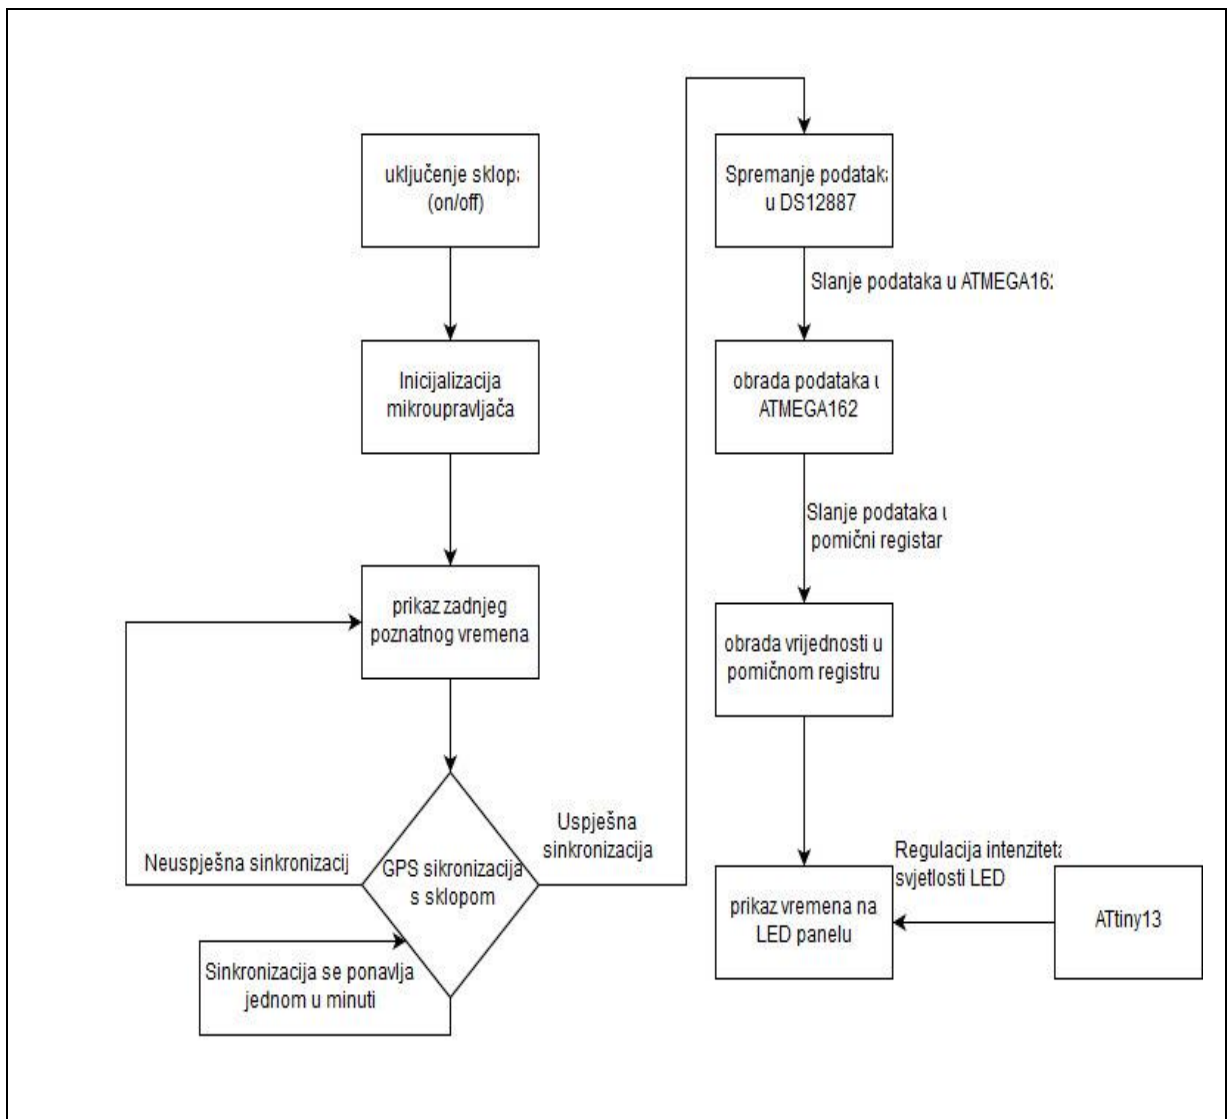 uključenje sklopa
(on/off)
Inicijalizacija
mikroupravljača
prikaz zadnjeg
poznatnog vremena
GPS sikronizacija
s sklopom
Neuspješna sinkronizacij
Sinkronizacija se ponavlja
jednom u minuti
Uspješna
sinkronizacija
Spremanje podataka
u DS12887
Slanje podataka u ATMEGA162
obrada podataka u
ATMEGA162
Slanje podataka u
pomični registar
obrada vrijednosti u
pomičnom registru
prikaz vremena na
LED panelu
Regulacija intenziteta
svjetlosti LED
ATtiny13